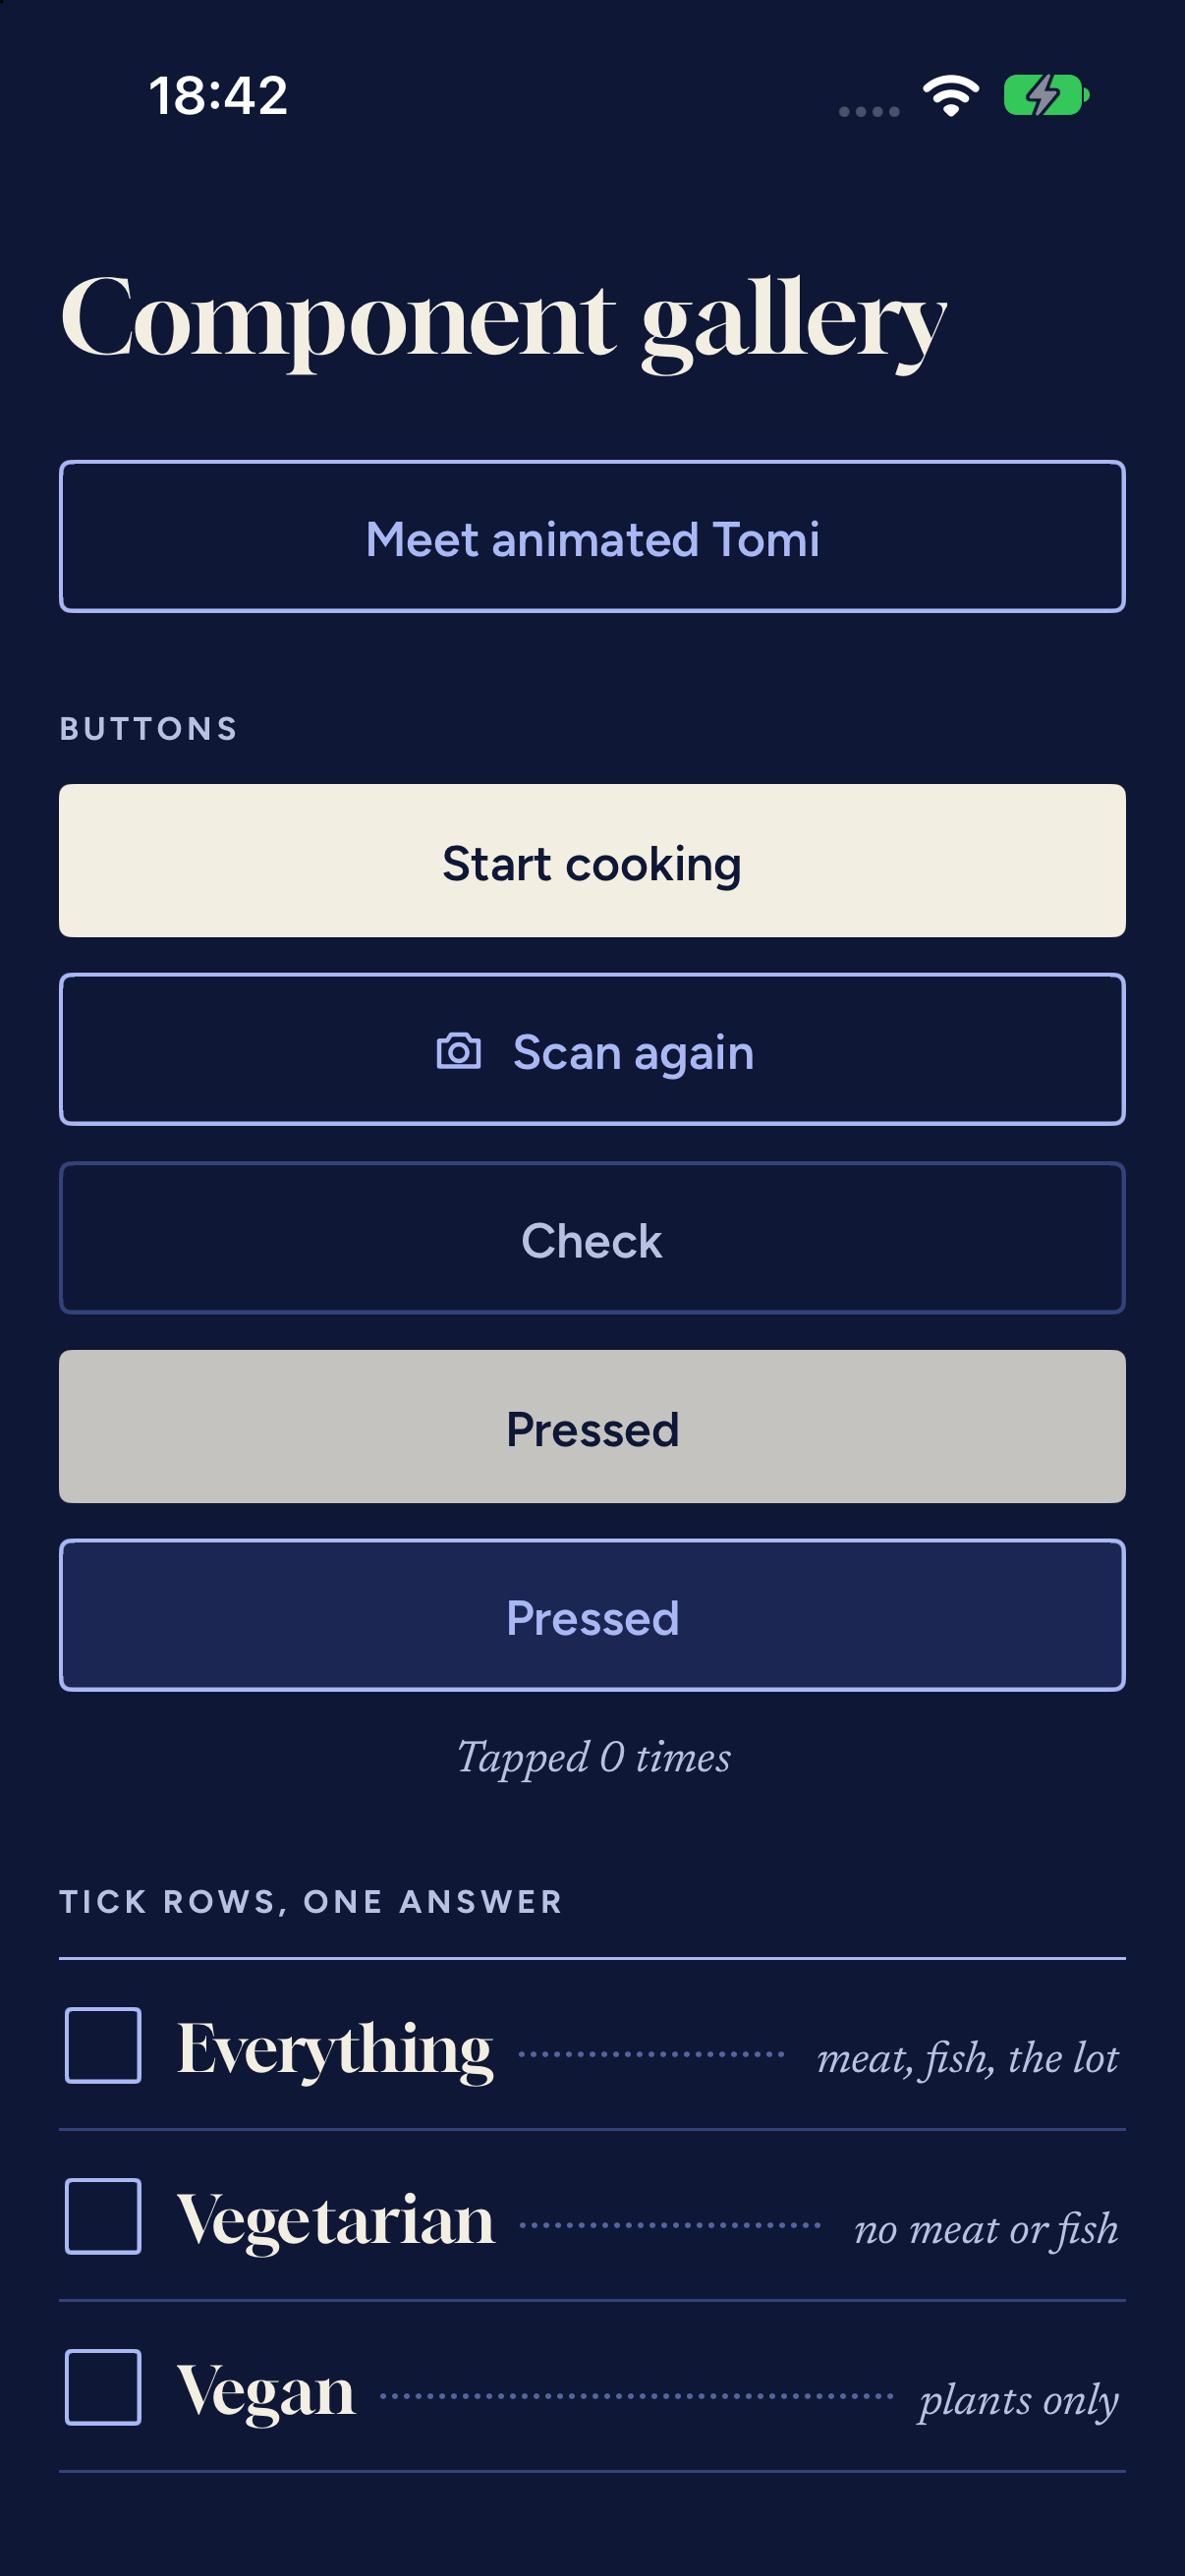 18:42
Component gallery
Meet animated Tomi
BUTTONS
Start cooking
Scan again
Check
Pressed
Pressed
Tapped 0 times
TICK ROWS, ONE ANSWER
Everything meat, fish, the lot
Vegetarian no meat or fish
Vegan plants only